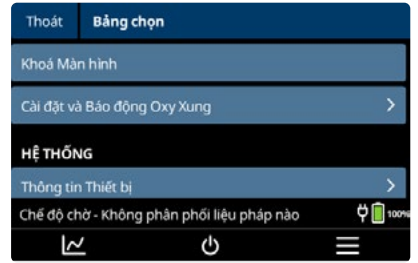 Thoát Bảng chọn
Khoá Màn hình
Cài đặt và Báo động Oxy Xung
HỆ THỐNG
Thông tin Thiết bị
Chế độ chờ - Không phân phối liệu pháp nào 100%